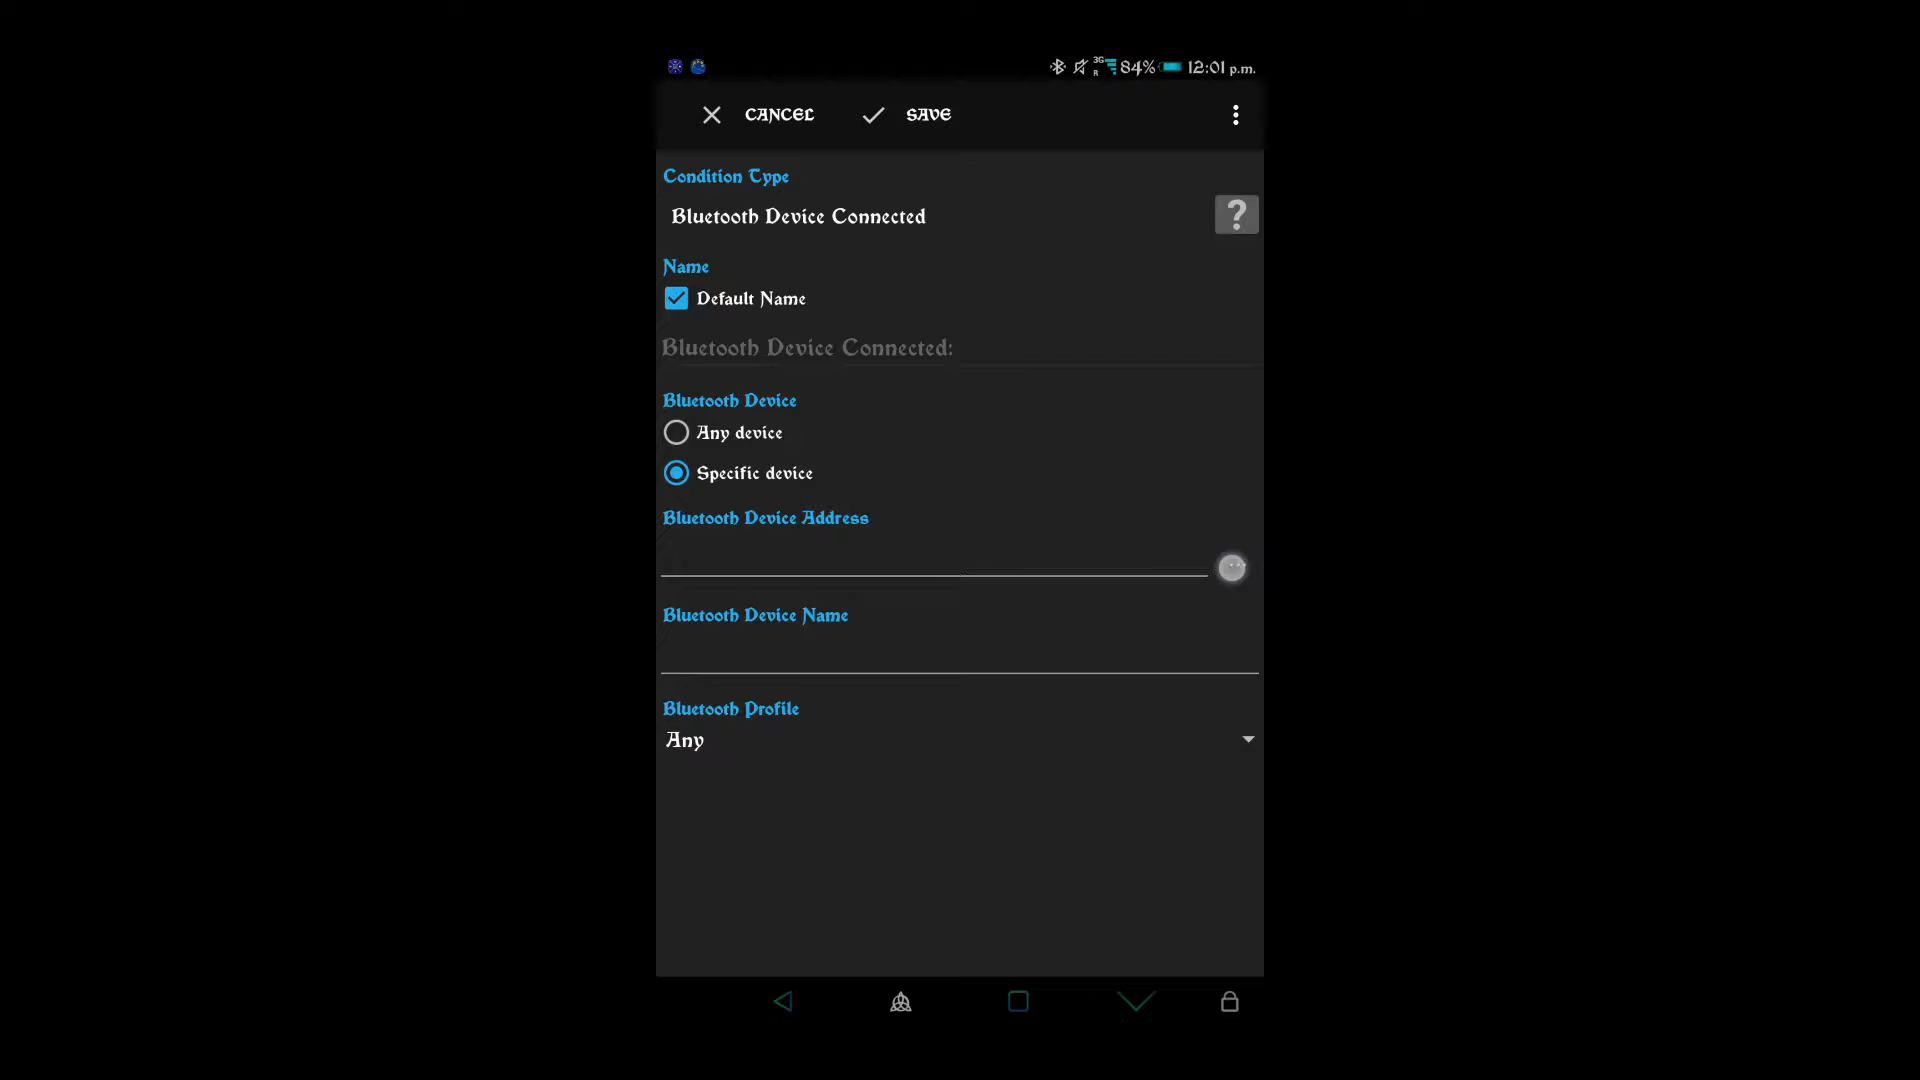 3G R 84% 12:01 p.m.
CANCEL SAVE
Condition Type
Bluetooth Device Connected ?
Name
Default Name
Bluetooth Device Connected:
Bluetooth Device
Any device
Specific device
Bluetooth Device Address
...
Bluetooth Device Name
Bluetooth Profile
Any